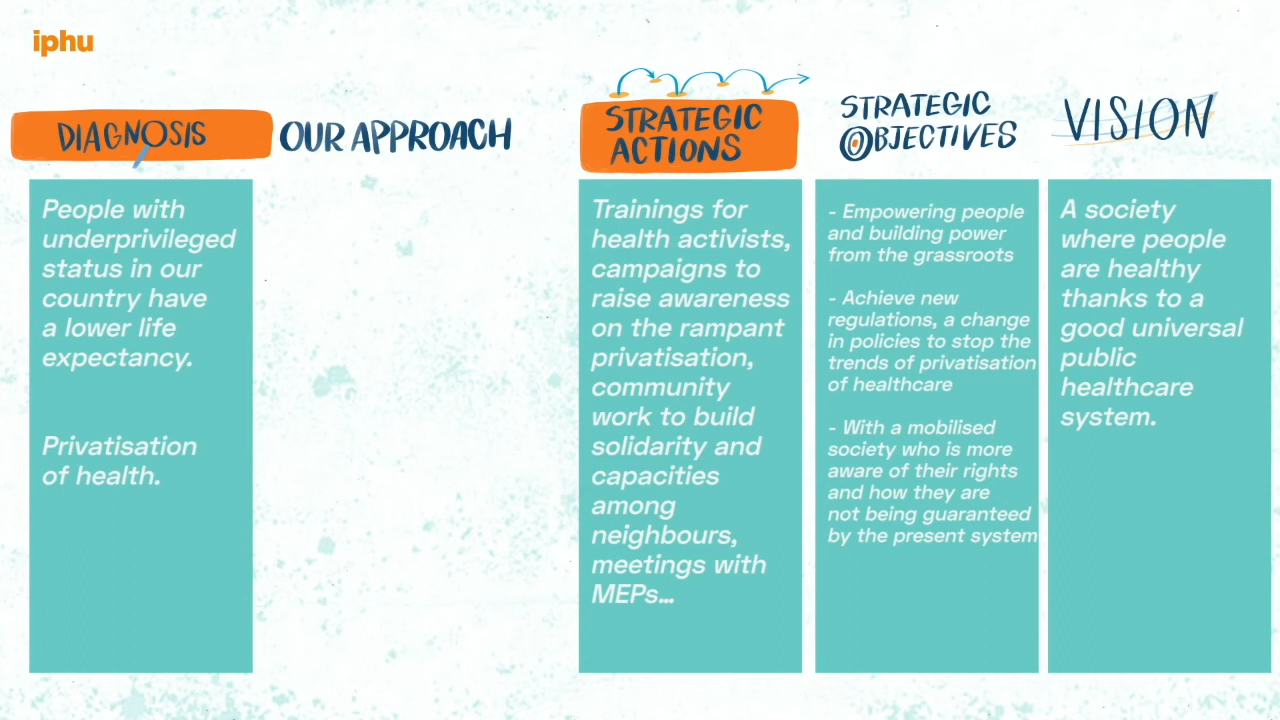 iphu
DIAGNOSIS
OUR APPROACH
STRATEGIC
ACTIONS
STRATEGIC
OBJECTIVES
VISION
People with
underprivileged
status in our
country have
a lower life
expectancy.
Privatisation
of health.
Trainings for
health activists,
campaigns to
raise awareness
on the rampant
privatisation,
community
work to build
solidarity and
capacities
among
neighbours,
meetings with
MEPs...
- Empowering people
and building power
from the grassroots
- Achieve new
regulations, a change
in policies to stop the
trends of privatisation
of healthcare
- With a mobilised
society who is more
aware of their rights
and how they are
not being guaranteed
by the present system
A society
where people
are healthy
thanks to a
good universal
public
healthcare
system.